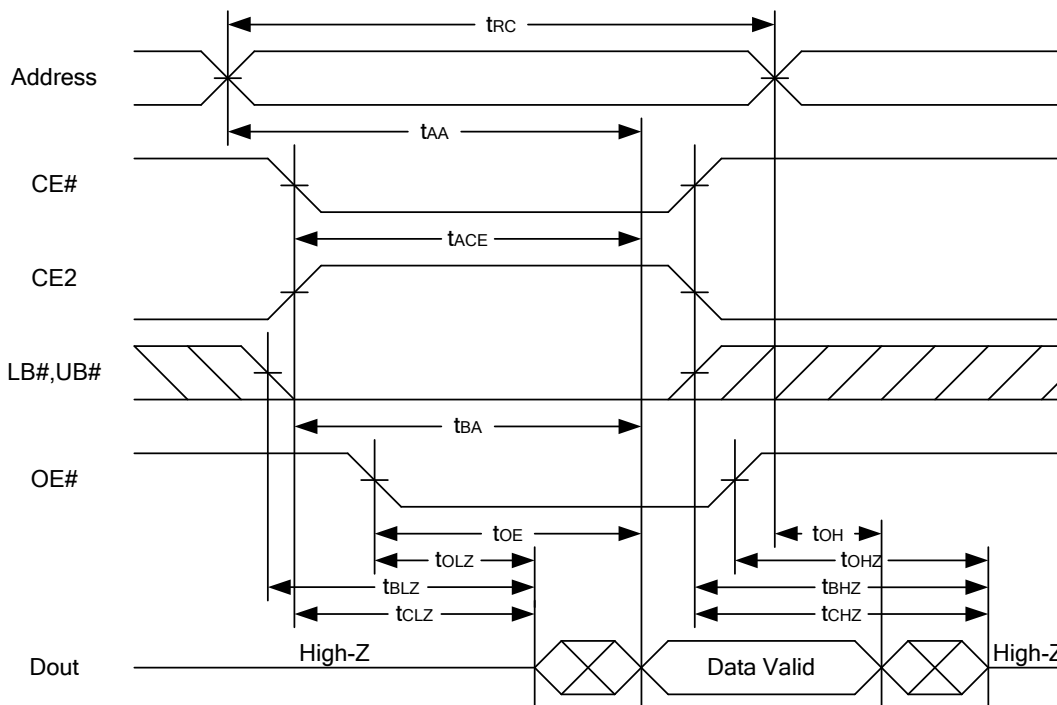 tRC
Address
tAA
CE#
tACE
CE2
LB#,UB#
tBA
OE#
tOE
tOH
tOLZ
tOHZ
tBLZ
tBHZ
tCLZ
tCHZ
Dout
High-Z
Data Valid
High-Z